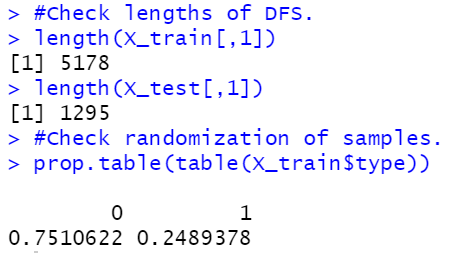 > #Check lengths of DFS.
> length(X_train[,1])
[1] 5178
> length(X_test[,1])
[1] 1295
> #Check randomization of samples.
> prop.table(table(X_train$type))
0 1
0.7510622 0.2489378